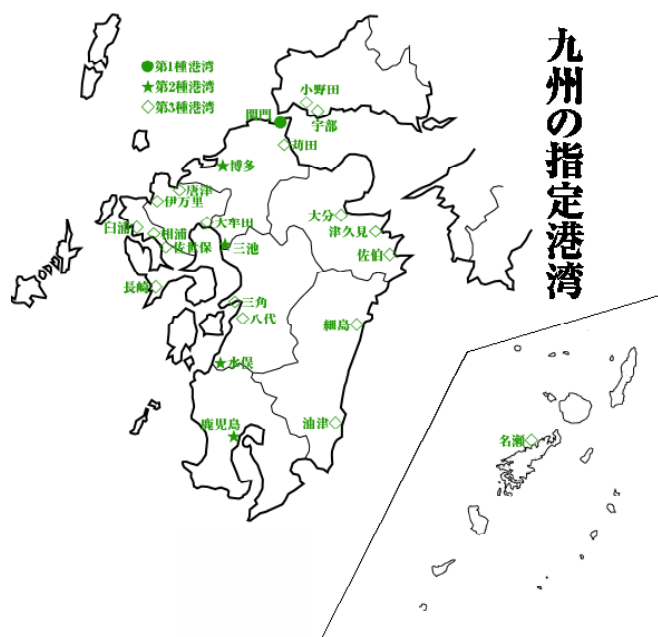 九州の指定港湾
●第1種港湾
★第2種港湾
◇第3種港湾
小野田
宇部
関門
苅田
博多
唐津
伊万里
大牟田
臼浦
相浦
佐世保
三池
大分
津久見
佐伯
長崎
三角
八代
細島
水俣
鹿児島
油津
名瀬